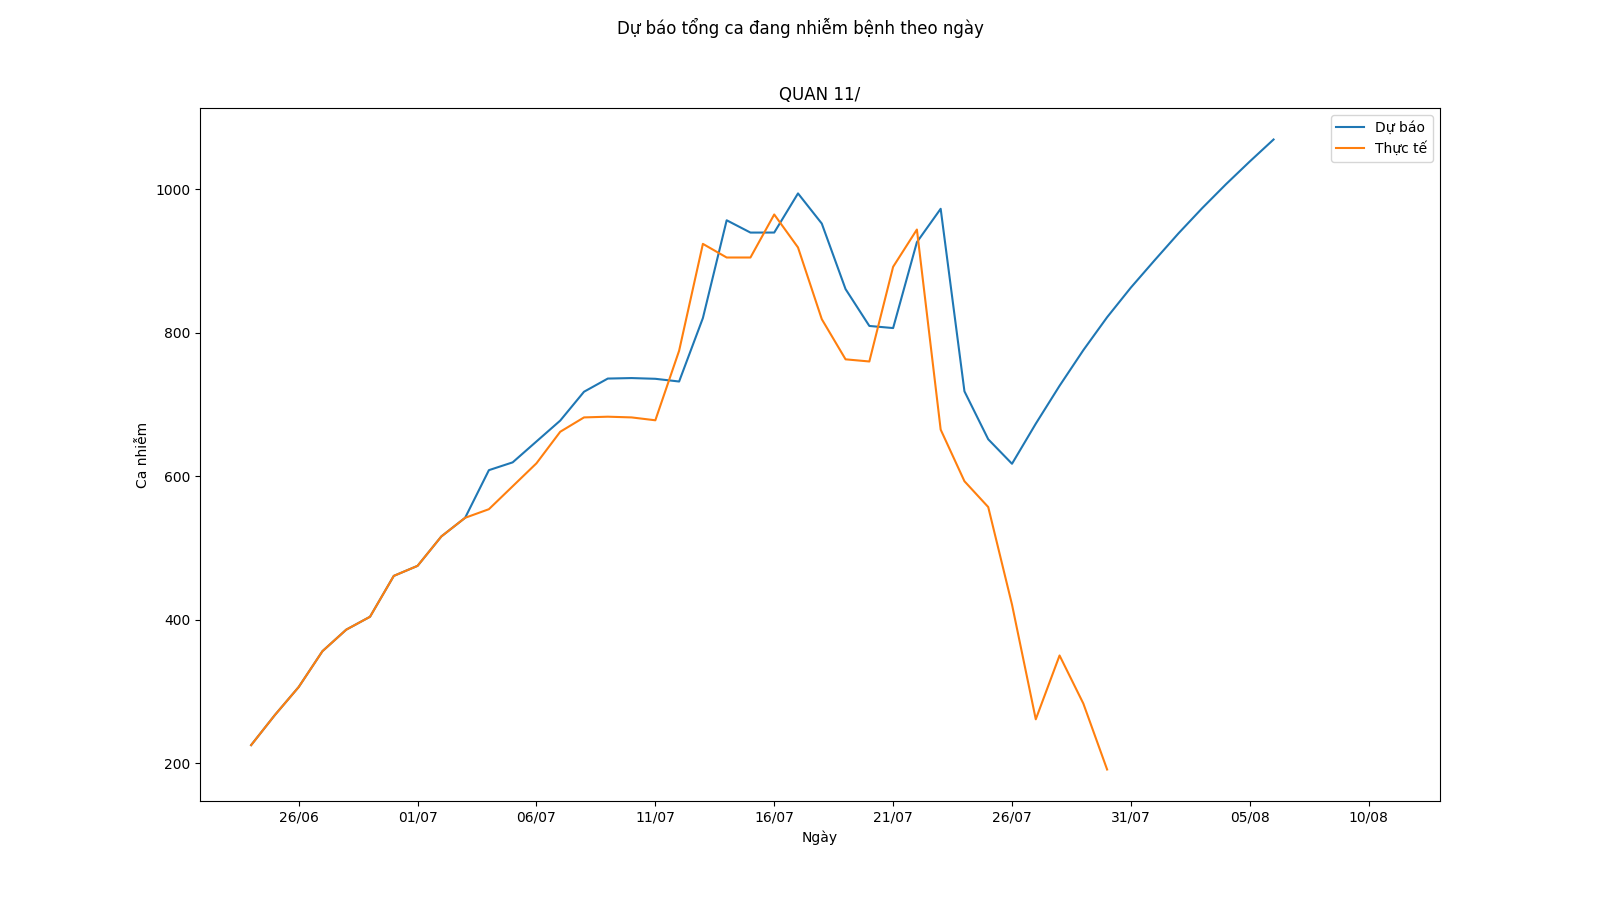 Dự báo tổng ca đang nhiễm bệnh theo ngày
QUAN 11/
Dự báo
Thực tế
1000
800
600
400
200
Ca nhiễm
26/06 01/07 06/07 11/07 16/07 21/07 26/07 31/07 05/08 10/08
Ngày